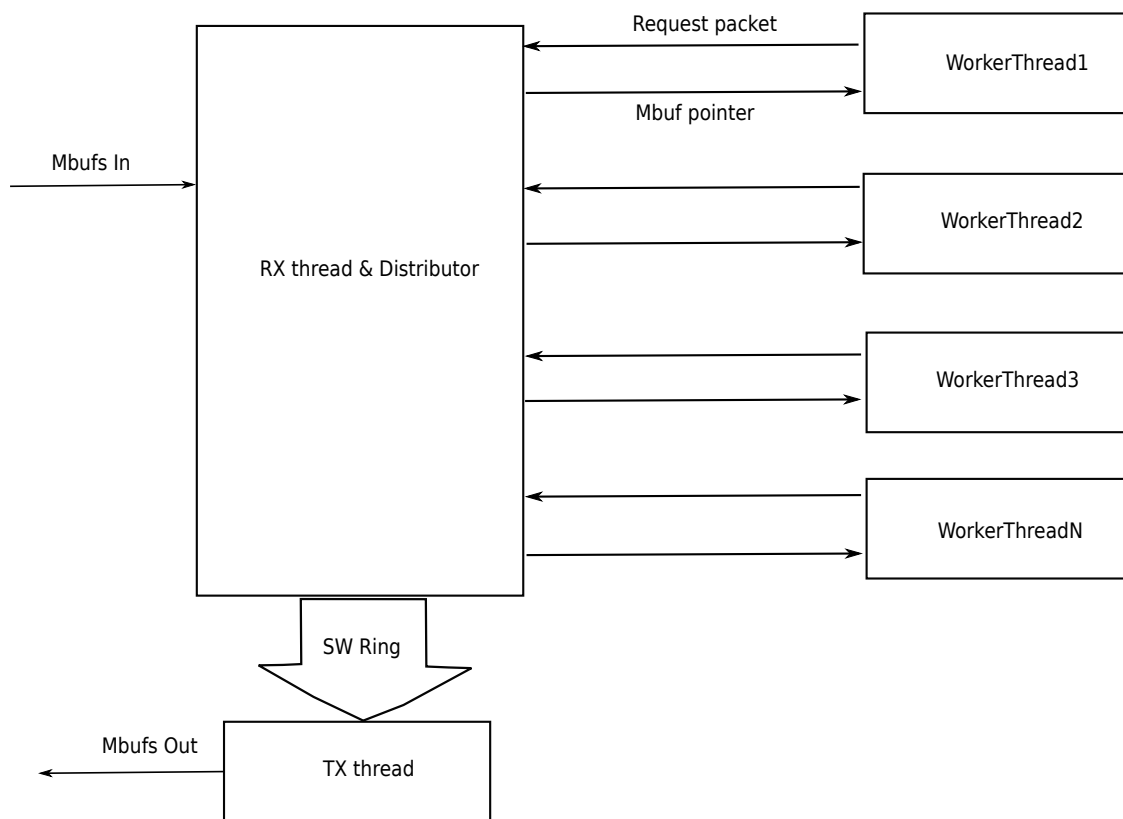 Request packet
WorkerThread1
Mbuf pointer
Mbufs In
WorkerThread2
RX thread & Distributor
WorkerThread3
WorkerThreadN
SW Ring
Mbufs Out
TX thread